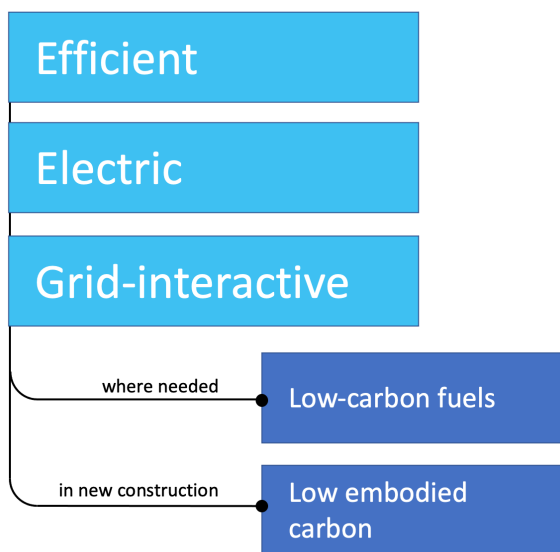 Efficient
Electric
Grid-interactive
where needed
Low-carbon fuels
in new construction
Low embodied
carbon